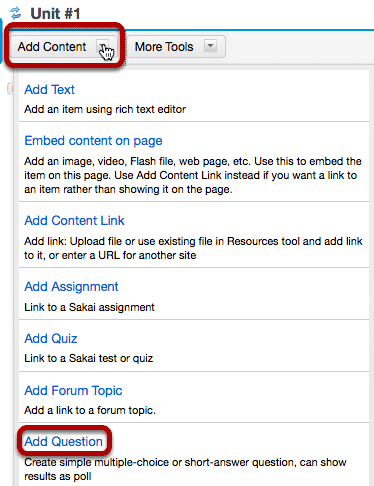 Unit #1
Add Content
More Tools
Add Text
Add an item using rich text editor
Embed content on page
Add an image, video, Flash file, web page, etc. Use this to embed the
item on this page. Use Add Content Link instead if you want a link to
an item rather than showing it on the page.
Add Content Link
Add link: Upload file or use existing file in Resources tool and add link
to it, or enter a URL for another site
Add Assignment
Link to a Sakai assignment
Add Quiz
Link to a Sakai test or quiz
Add Forum Topic
Add a link to a forum topic.
Add Question
Create simple multiple-choice or short-answer question, can show
results as poll